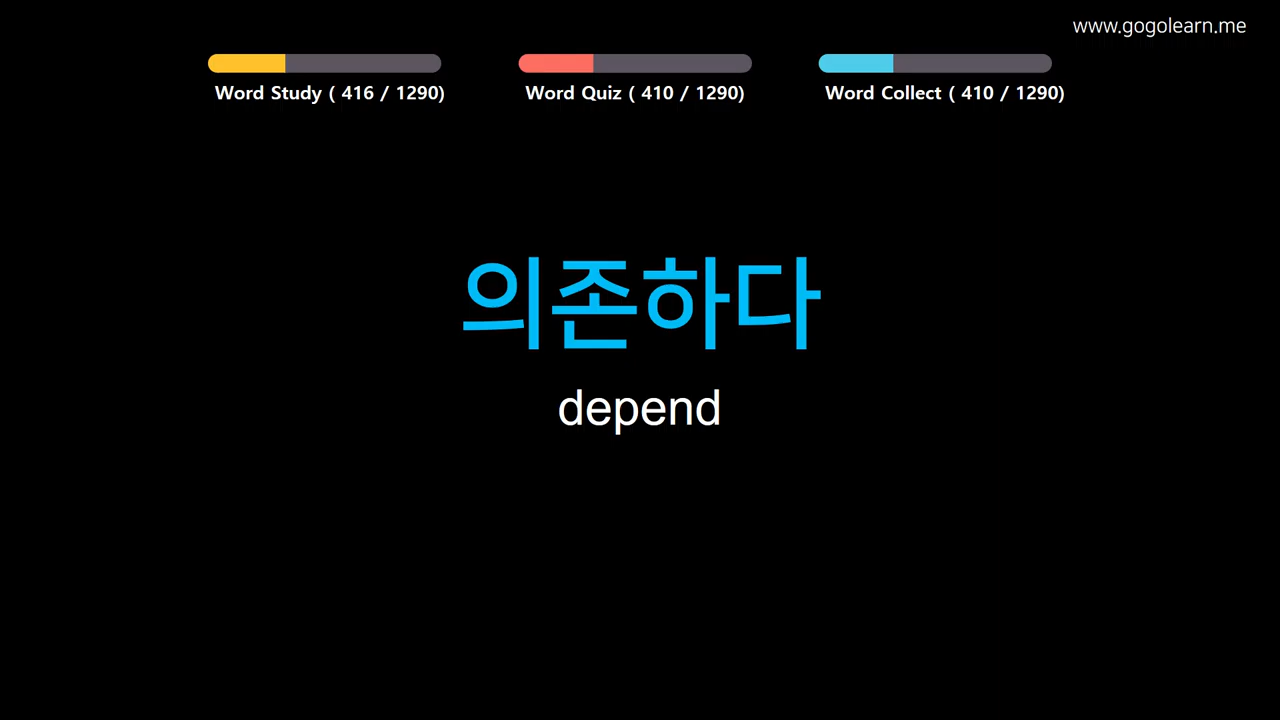 www.gogolearn.me
Word Study ( 416 / 1290)
Word Quiz ( 410 / 1290)
Word Collect ( 410 / 1290)
의존하다
depend